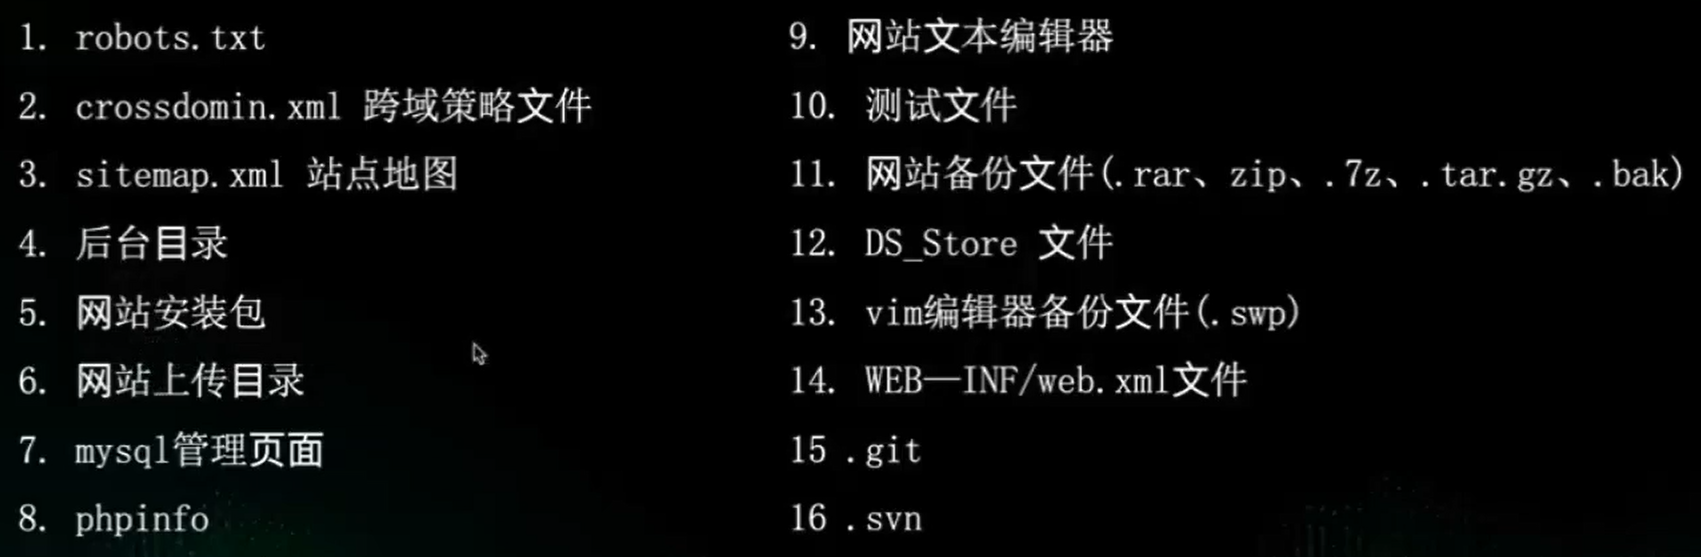 1. robots.txt
2. crossdomin.xml 跨域策略文件
3. sitemap.xml 站点地图
4. 后台目录
5. 网站安装包
6. 网站上传目录
7. mysql管理页面
8. phpinfo
9. 网站文本编辑器
10. 测试文件
11. 网站备份文件(.rar、zip、.7z、.tar.gz、.bak)
12. DS_Store 文件
13. vim编辑器备份文件(.swp)
14. WEB—INF/web.xml文件
15 .git
16 .svn